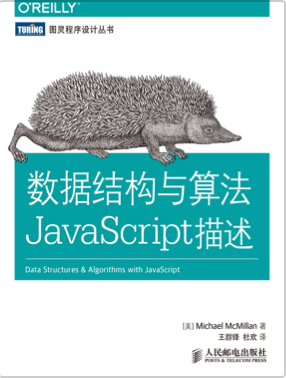 O'REILLY®
TURING 图灵程序设计丛书
数据结构与算法
JavaScript描述
Data Structures & Algorithms with JavaScript
[美] Michael McMillan 著
王群锋 杜欢 译
人民邮电出版社
POSTS & TELECOM PRESS